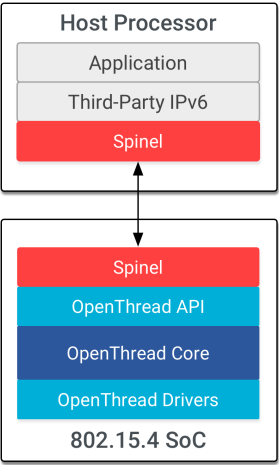 Host Processor
Application
Third-Party IPv6
Spinel
Spinel
OpenThread API
OpenThread Core
OpenThread Drivers
802.15.4 SoC